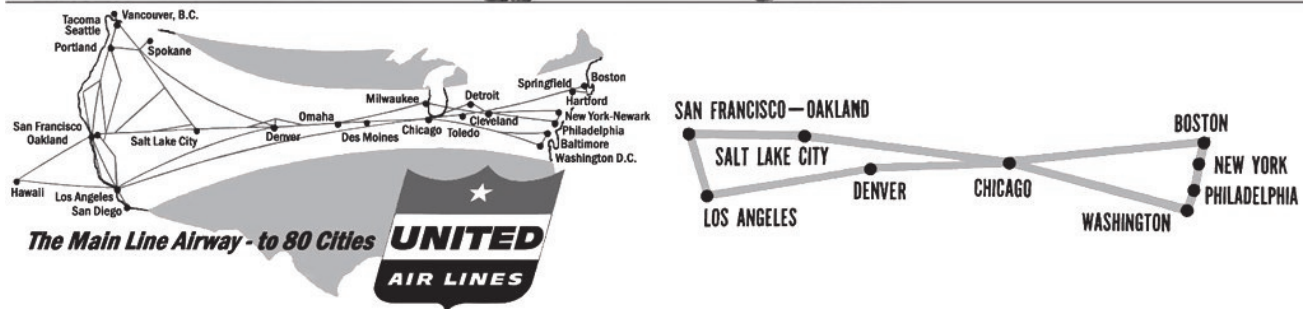 Vancouver, B.C.
Tacoma
Seattle
Portland
Spokane
San Francisco
Oakland
Salt Lake City
Denver
Omaha
Des Moines
Milwaukee
Chicago
Detroit
Toledo
Cleveland
Springfield
Boston
Hartford
New York-Newark
Philadelphia
Baltimore
Washington D.C.
Hawaii
Los Angeles
San Diego
The Main Line Airway - to 80 Cities
UNITED
AIR LINES
SAN FRANCISCO—OAKLAND
SALT LAKE CITY
LOS ANGELES
DENVER
CHICAGO
BOSTON
NEW YORK
PHILADELPHIA
WASHINGTON